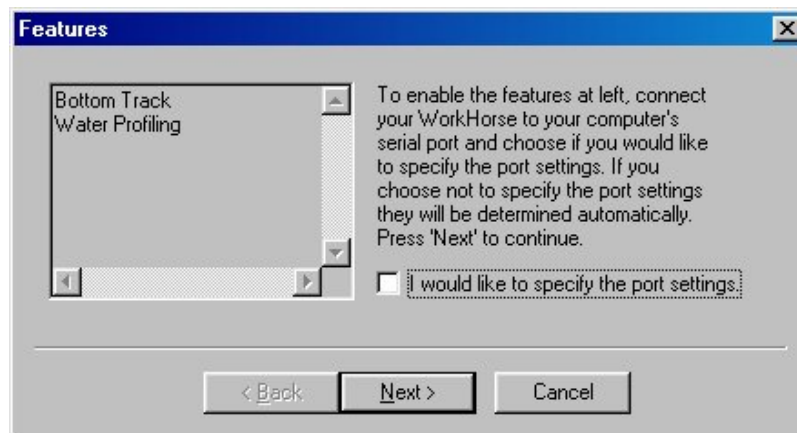 Features
Bottom Track
Water Profiling
To enable the features at left, connect
your WorkHorse to your computer's
serial port and choose if you would like
to specify the port settings. If you
choose not to specify the port settings
they will be determined automatically.
Press 'Next' to continue.
I would like to specify the port settings.
< Back
Next >
Cancel